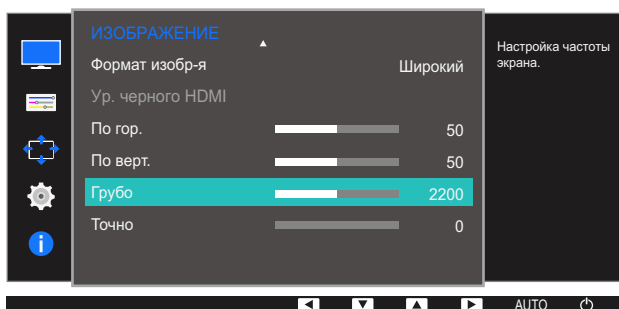 ИЗОБРАЖЕНИЕ
Формат изобр-я Широкий
Ур. черного HDMI
По гор. 50
По верт. 50
Грубо 2200
Точно 0
Настройка частоты
экрана.
AUTO